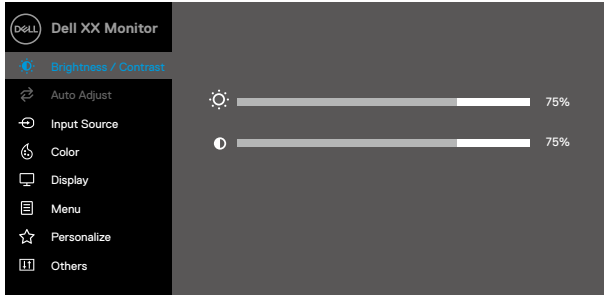 DELL Dell XX Monitor
Brightness / Contrast
Auto Adjust
75%
Input Source
Color
75%
Display
Menu
Personalize
Others